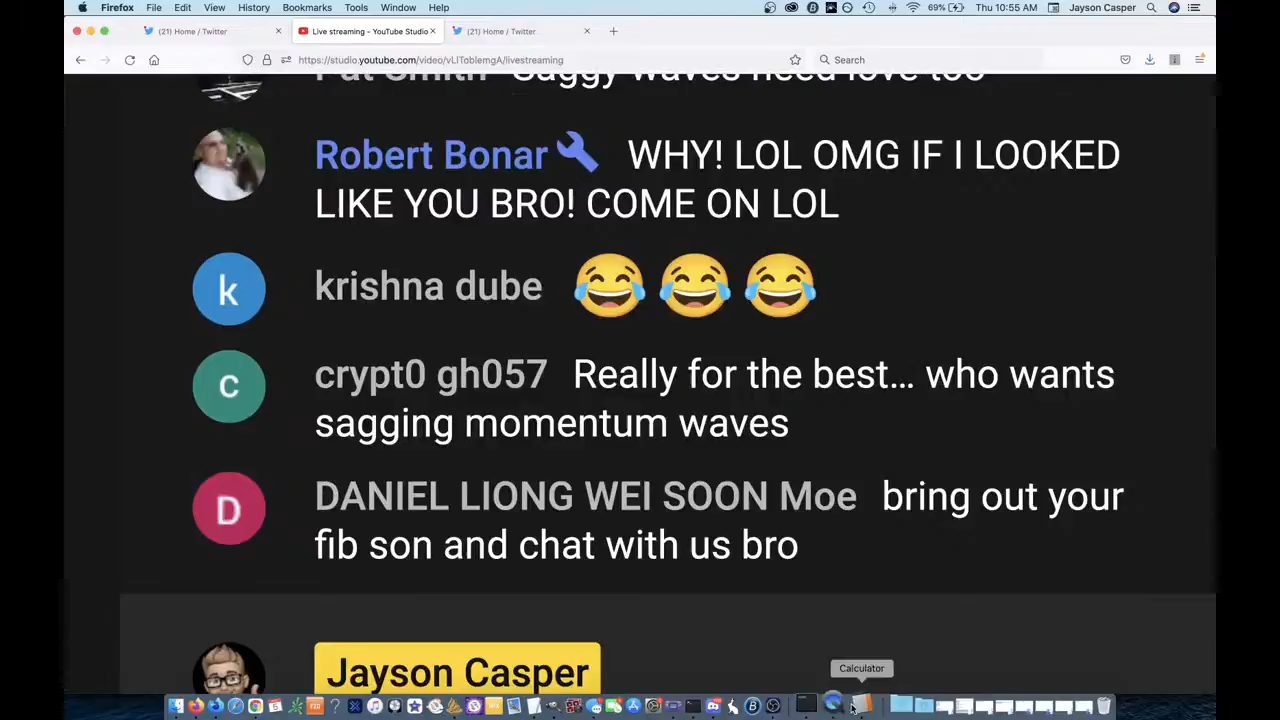 Firefox File Edit View History Bookmarks Tools Window Help 69% Thu 10:55 AM Jayson Casper
(21) Home / Twitter × Live streaming - YouTube Studio × (21) Home / Twitter × +
https://studio.youtube.com/video/vLIToblemgA/livestreaming Search
Pat Smith Saggy waves need love too
Robert Bonar WHY! LOL OMG IF I LOOKED
LIKE YOU BRO! COME ON LOL
k krishna dube 😂😂😂
c crypt0 gh057 Really for the best... who wants
sagging momentum waves
D DANIEL LIONG WEI SOON Moe bring out your
fib son and chat with us bro
Jayson Casper
Calculator